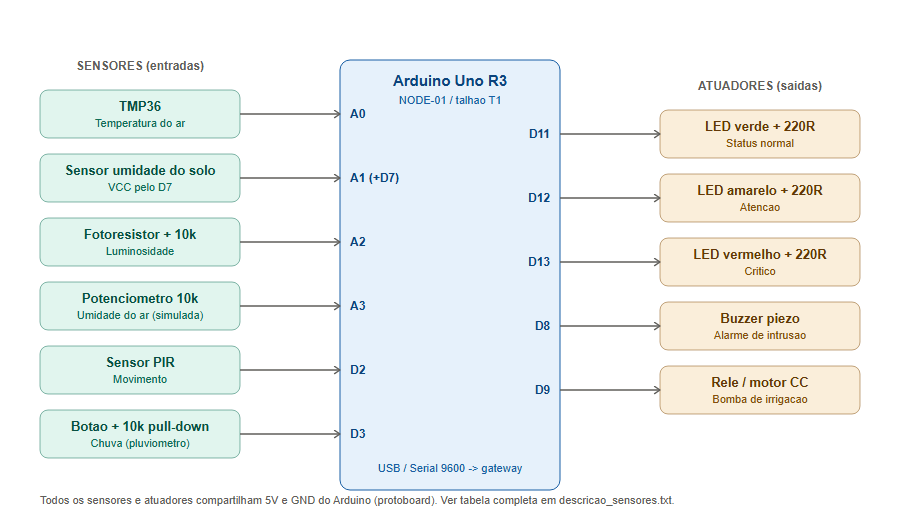 SENSORES (entradas)
TMP36
Temperatura do ar
Sensor umidade do solo
VCC pelo D7
Fotoresistor + 10k
Luminosidade
Potenciometro 10k
Umidade do ar (simulada)
Sensor PIR
Movimento
Botao + 10k pull-down
Chuva (pluviometro)
Arduino Uno R3
NODE-01 / talhao T1
A0
A1 (+D7)
A2
A3
D2
D3
D11
D12
D13
D8
D9
USB / Serial 9600 -> gateway
ATUADORES (saidas)
LED verde + 220R
Status normal
LED amarelo + 220R
Atencao
LED vermelho + 220R
Critico
Buzzer piezo
Alarme de intrusao
Rele / motor CC
Bomba de irrigacao
Todos os sensores e atuadores compartilham 5V e GND do Arduino (protoboard). Ver tabela completa em descricao_sensores.txt.